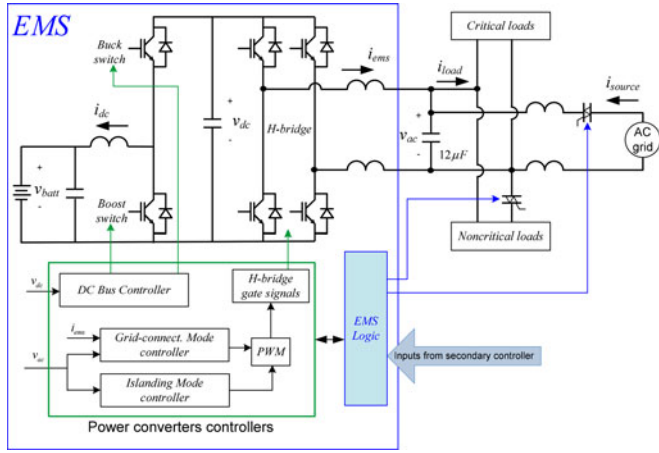 EMS
Buck
switch
Critical loads
i_ems
i_load
i_source
i_dc
+
v_dc
-
H-bridge
+
v_ac
-
12μF
AC
grid
+
v_batt
-
Boost
switch
Noncritical loads
v_dc
DC Bus Controller
H-bridge
gate signals
i_ems
Grid-connect. Mode
controller
v_ac
PWM
Islanding Mode
controller
EMS
Logic
Inputs from secondary controller
Power converters controllers